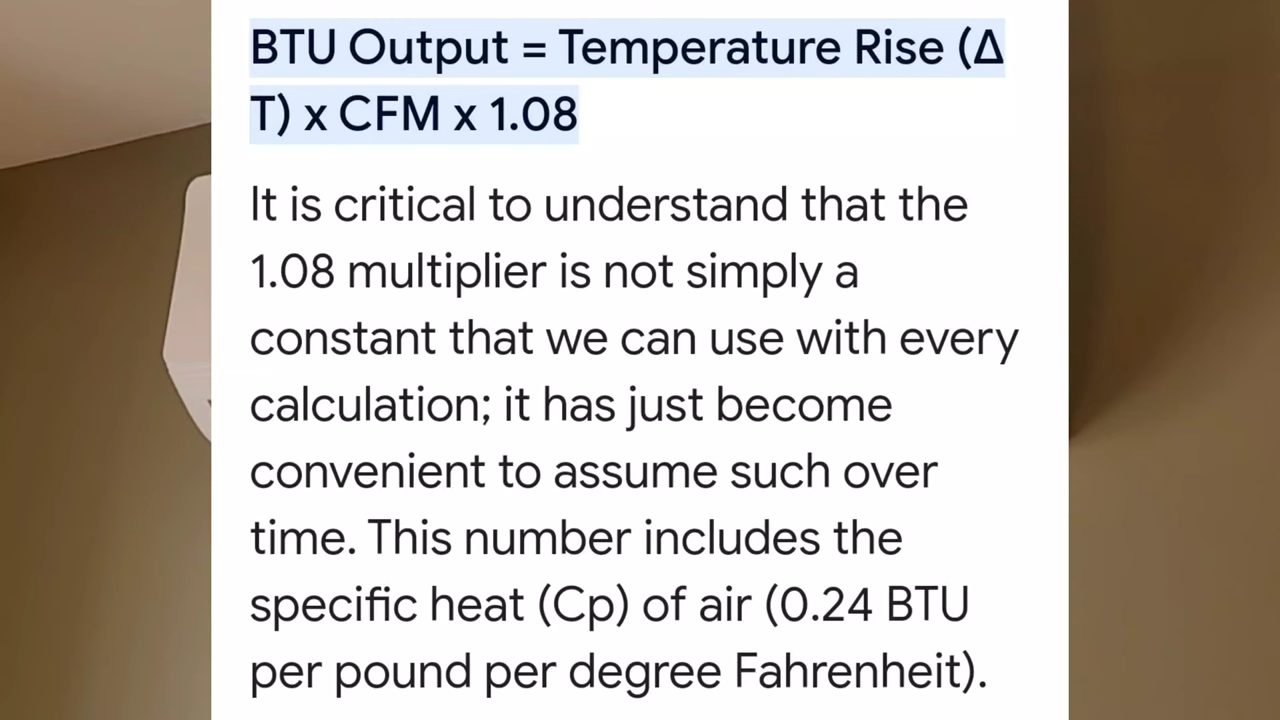 BTU Output = Temperature Rise (Δ
T) x CFM x 1.08
It is critical to understand that the
1.08 multiplier is not simply a
constant that we can use with every
calculation; it has just become
convenient to assume such over
time. This number includes the
specific heat (Cp) of air (0.24 BTU
per pound per degree Fahrenheit).